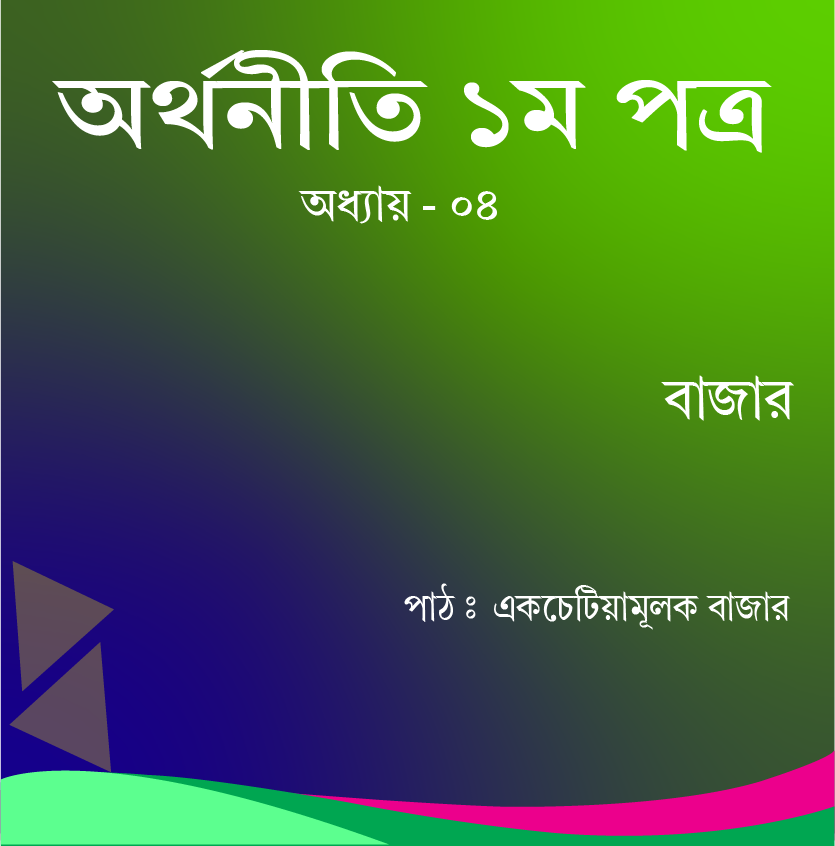 অর্থনীতি ১ম পত্র
অধ্যায় - ০৪
বাজার
পাঠ ঃ একচেটিয়ামূলক বাজার